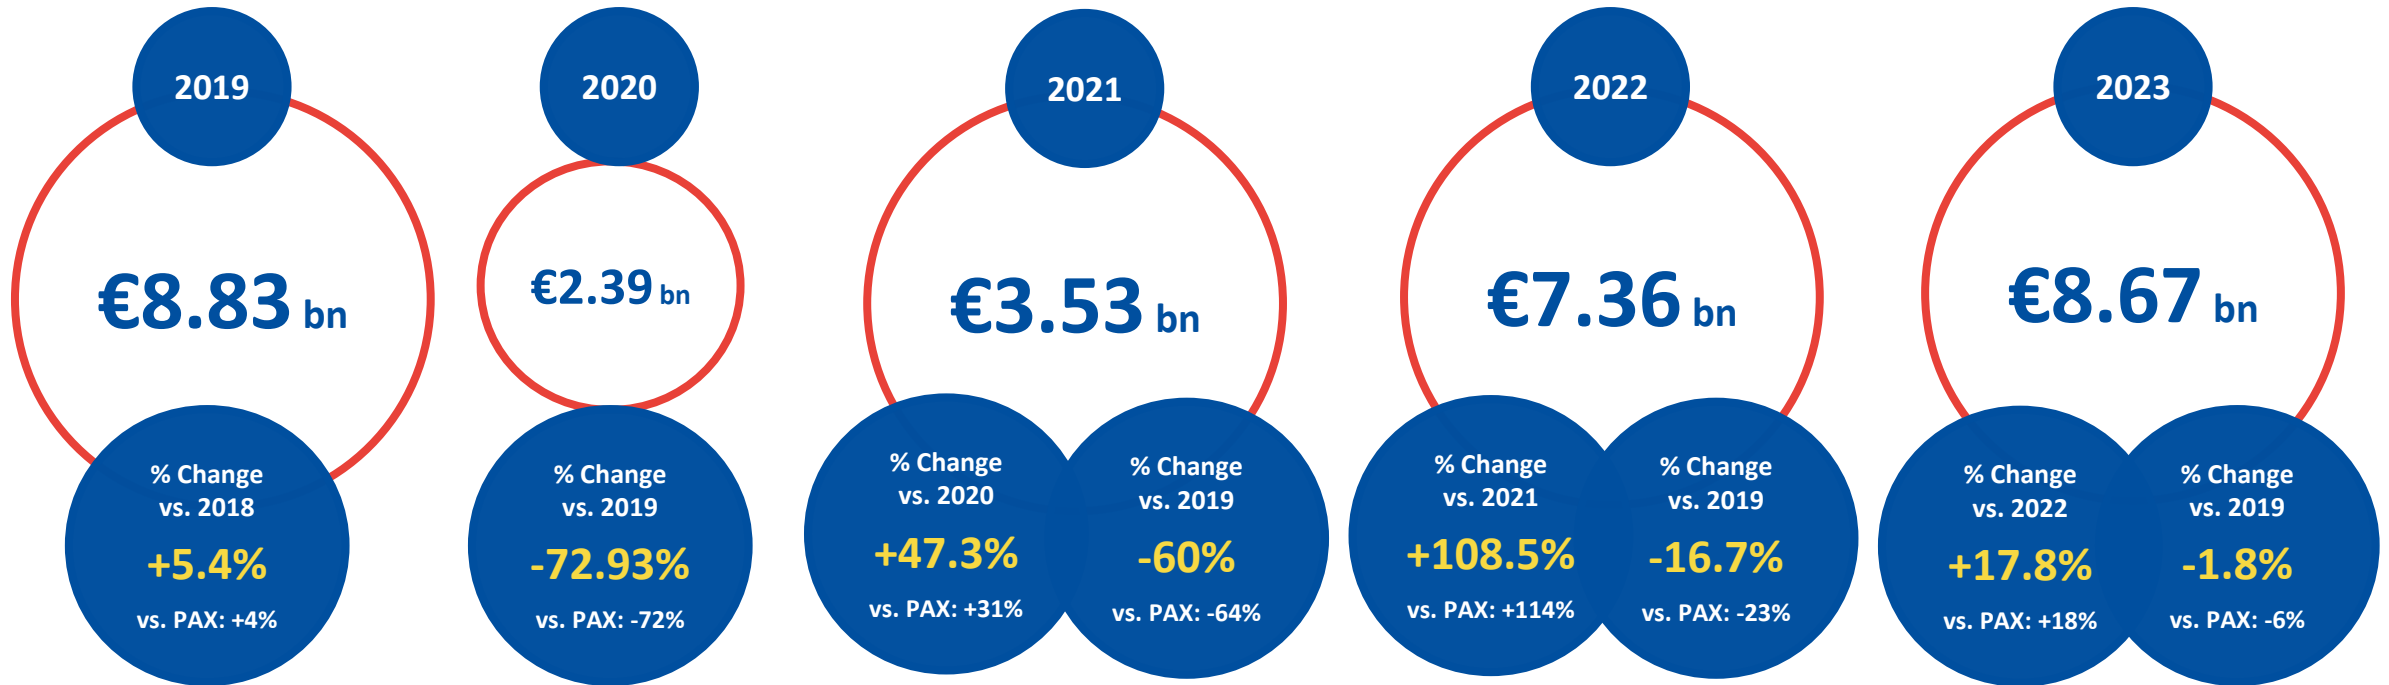 2019
€8.83 bn
% Change
vs. 2018
+5.4%
vs. PAX: +4%
2020
€2.39 bn
% Change
vs. 2019
-72.93%
vs. PAX: -72%
2021
€3.53 bn
% Change
vs. 2020
+47.3%
vs. PAX: +31%
% Change
vs. 2019
-60%
vs. PAX: -64%
2022
€7.36 bn
% Change
vs. 2021
+108.5%
vs. PAX: +114%
% Change
vs. 2019
-16.7%
vs. PAX: -23%
2023
€8.67 bn
% Change
vs. 2022
+17.8%
vs. PAX: +18%
% Change
vs. 2019
-1.8%
vs. PAX: -6%